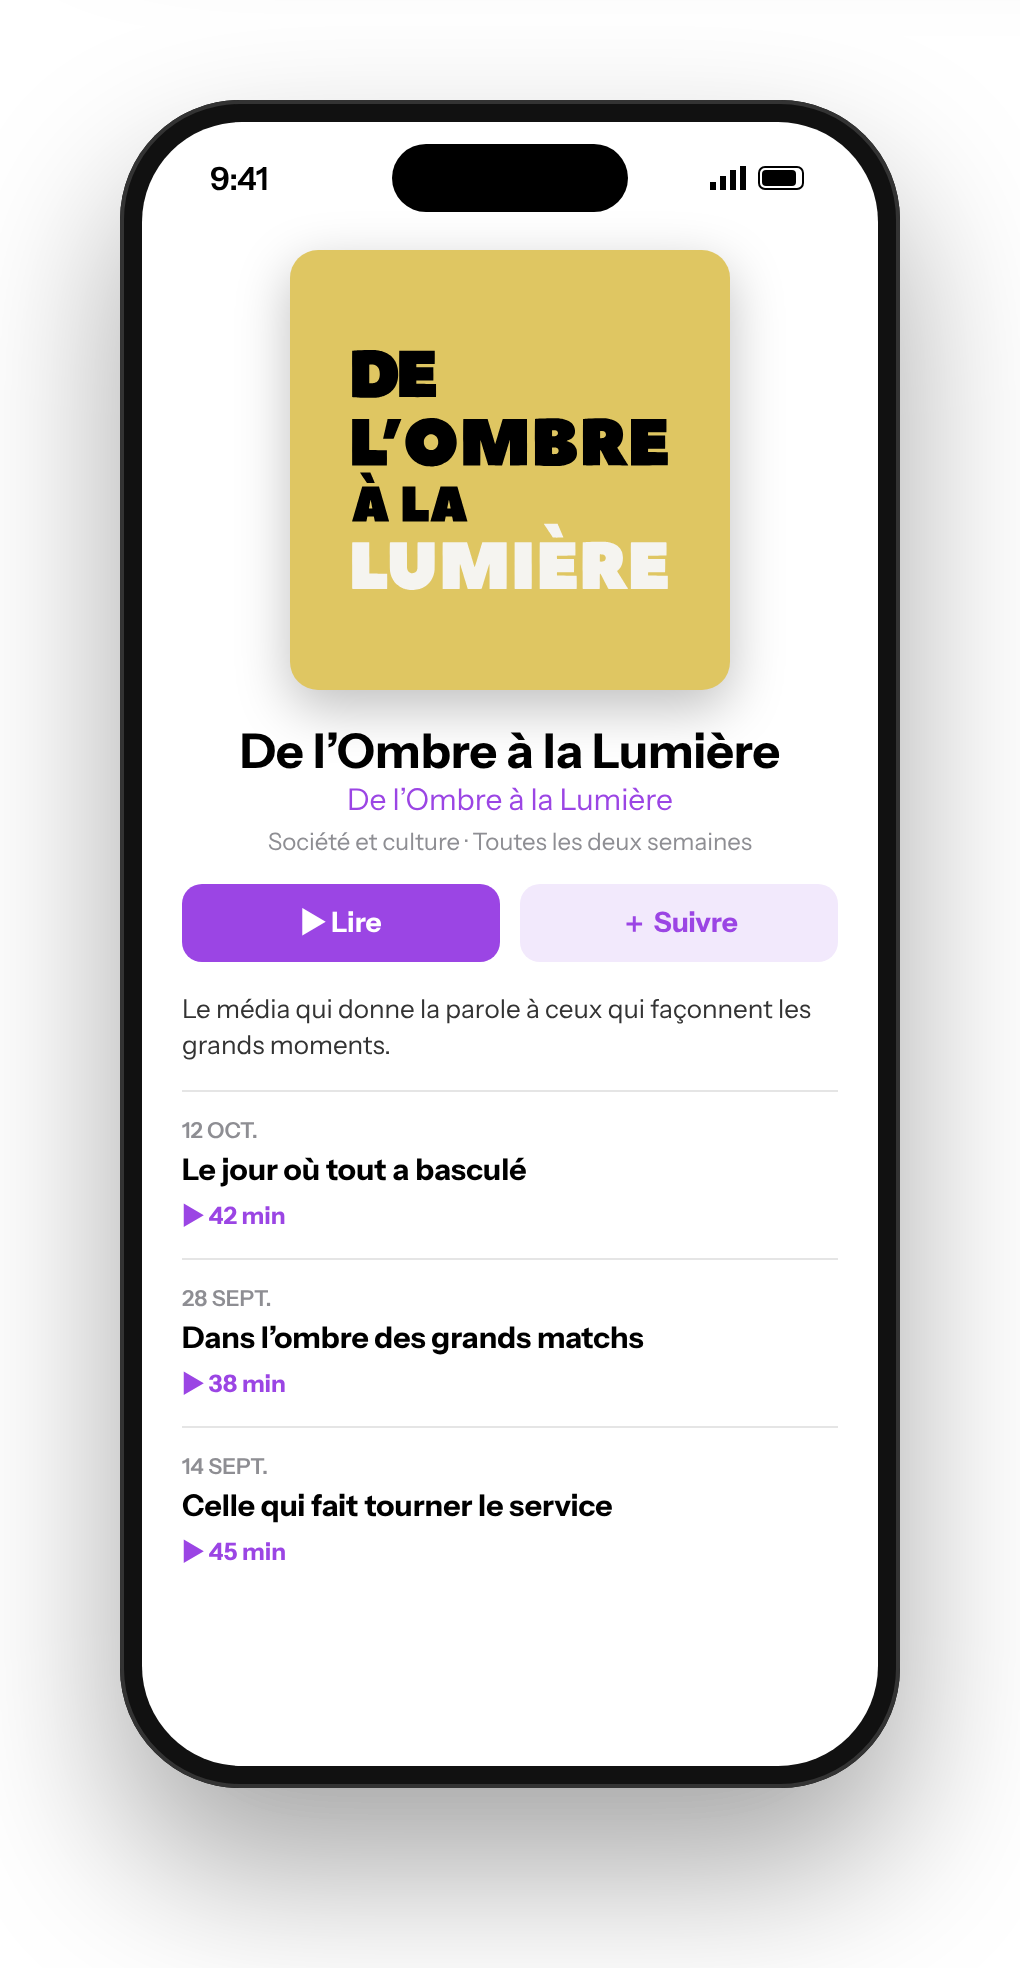 9:41
DE
L’OMBRE
À LA
LUMIÈRE
De l’Ombre à la Lumière
De l’Ombre à la Lumière
Société et culture · Toutes les deux semaines
▶ Lire
+ Suivre
Le média qui donne la parole à ceux qui façonnent les
grands moments.
12 OCT.
Le jour où tout a basculé
▶ 42 min
28 SEPT.
Dans l’ombre des grands matchs
▶ 38 min
14 SEPT.
Celle qui fait tourner le service
▶ 45 min